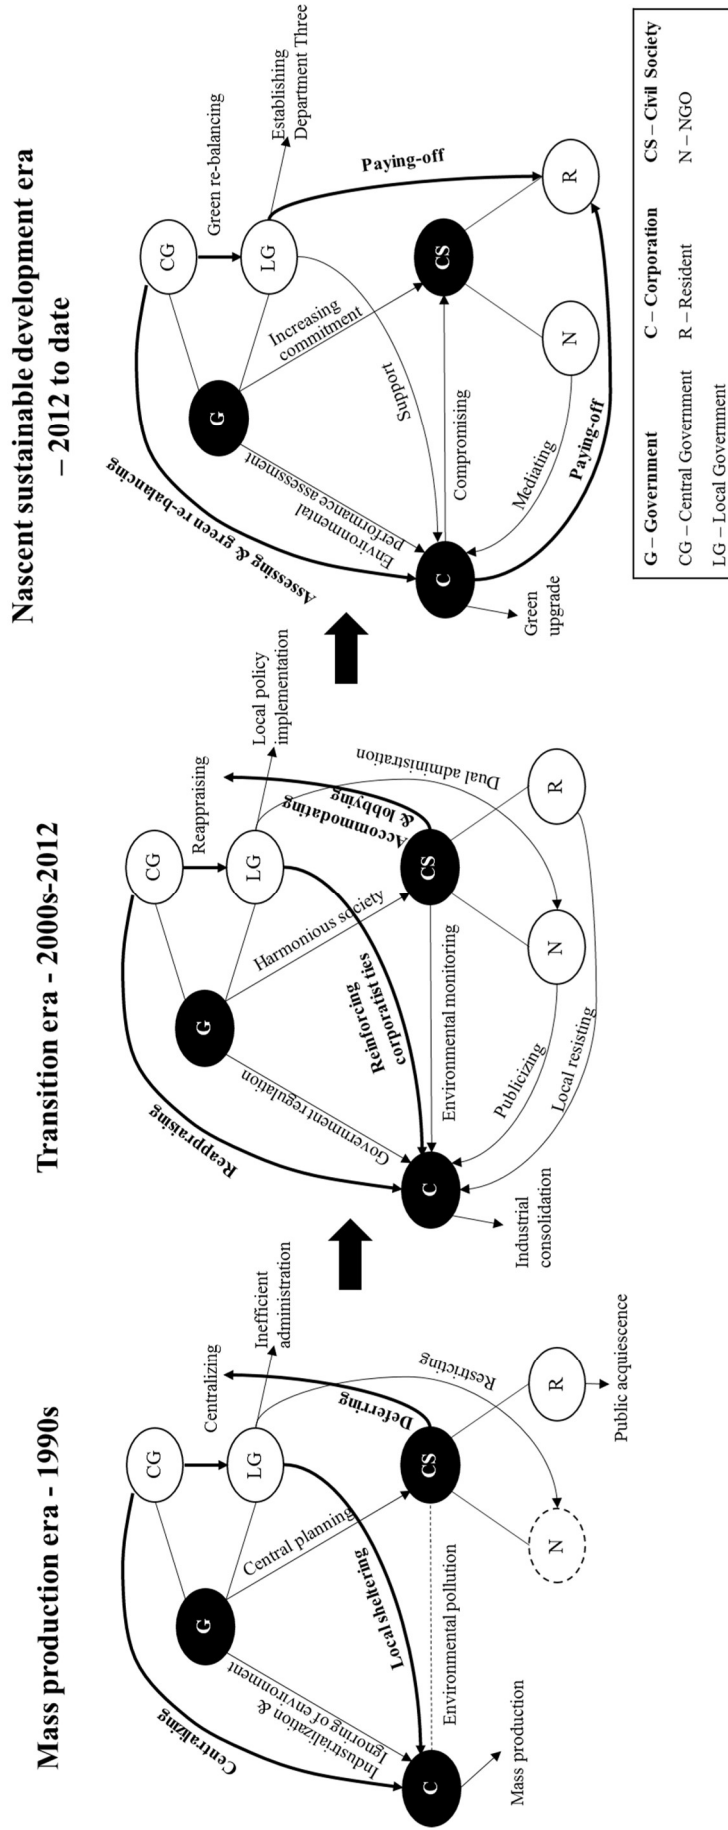 Mass production era - 1990s
CG
Centralizing
Centralizing
LG
Inefficient
administration
G
Central planning
Industrialization &
Ignoring of environment
Local sheltering
Deferring
Restricting
C
CS
Environmental pollution
Mass production
N
R
Public acquiescence
Transition era - 2000s-2012
CG
Reappraising
Reappraising
LG
Local policy
implementation
G
Harmonious society
Government regulation
Reinforcing
corporatist ties
Accommodating
& lobbying
Dual administration
C
CS
Environmental monitoring
Publicizing
Local resisting
Industrial
consolidation
N
R
Nascent sustainable development era
– 2012 to date
CG
Green re-balancing
Assessing & green re-balancing
LG
Establishing
Department Three
G
Increasing
commitment
Environmental
performance assessment
Support
Paying-off
C
CS
Compromising
Mediating
Paying-off
Green
upgrade
N
R
G – Government
C – Corporation
CS – Civil Society
CG – Central Government
R – Resident
N – NGO
LG – Local Government